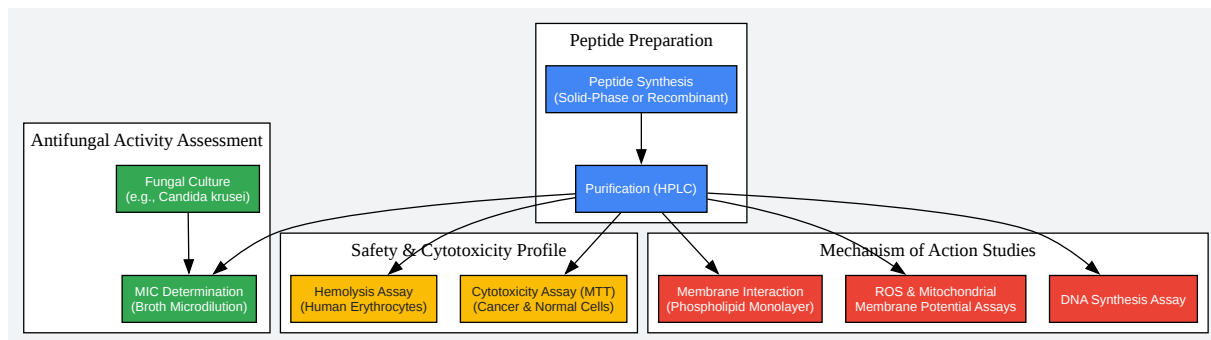 Peptide Preparation
Peptide Synthesis
(Solid-Phase or Recombinant)
Purification (HPLC)
Antifungal Activity Assessment
Fungal Culture
(e.g., Candida krusei)
MIC Determination
(Broth Microdilution)
Safety & Cytotoxicity Profile
Hemolysis Assay
(Human Erythrocytes)
Cytotoxicity Assay (MTT)
(Cancer & Normal Cells)
Mechanism of Action Studies
Membrane Interaction
(Phospholipid Monolayer)
ROS & Mitochondrial
Membrane Potential Assays
DNA Synthesis Assay